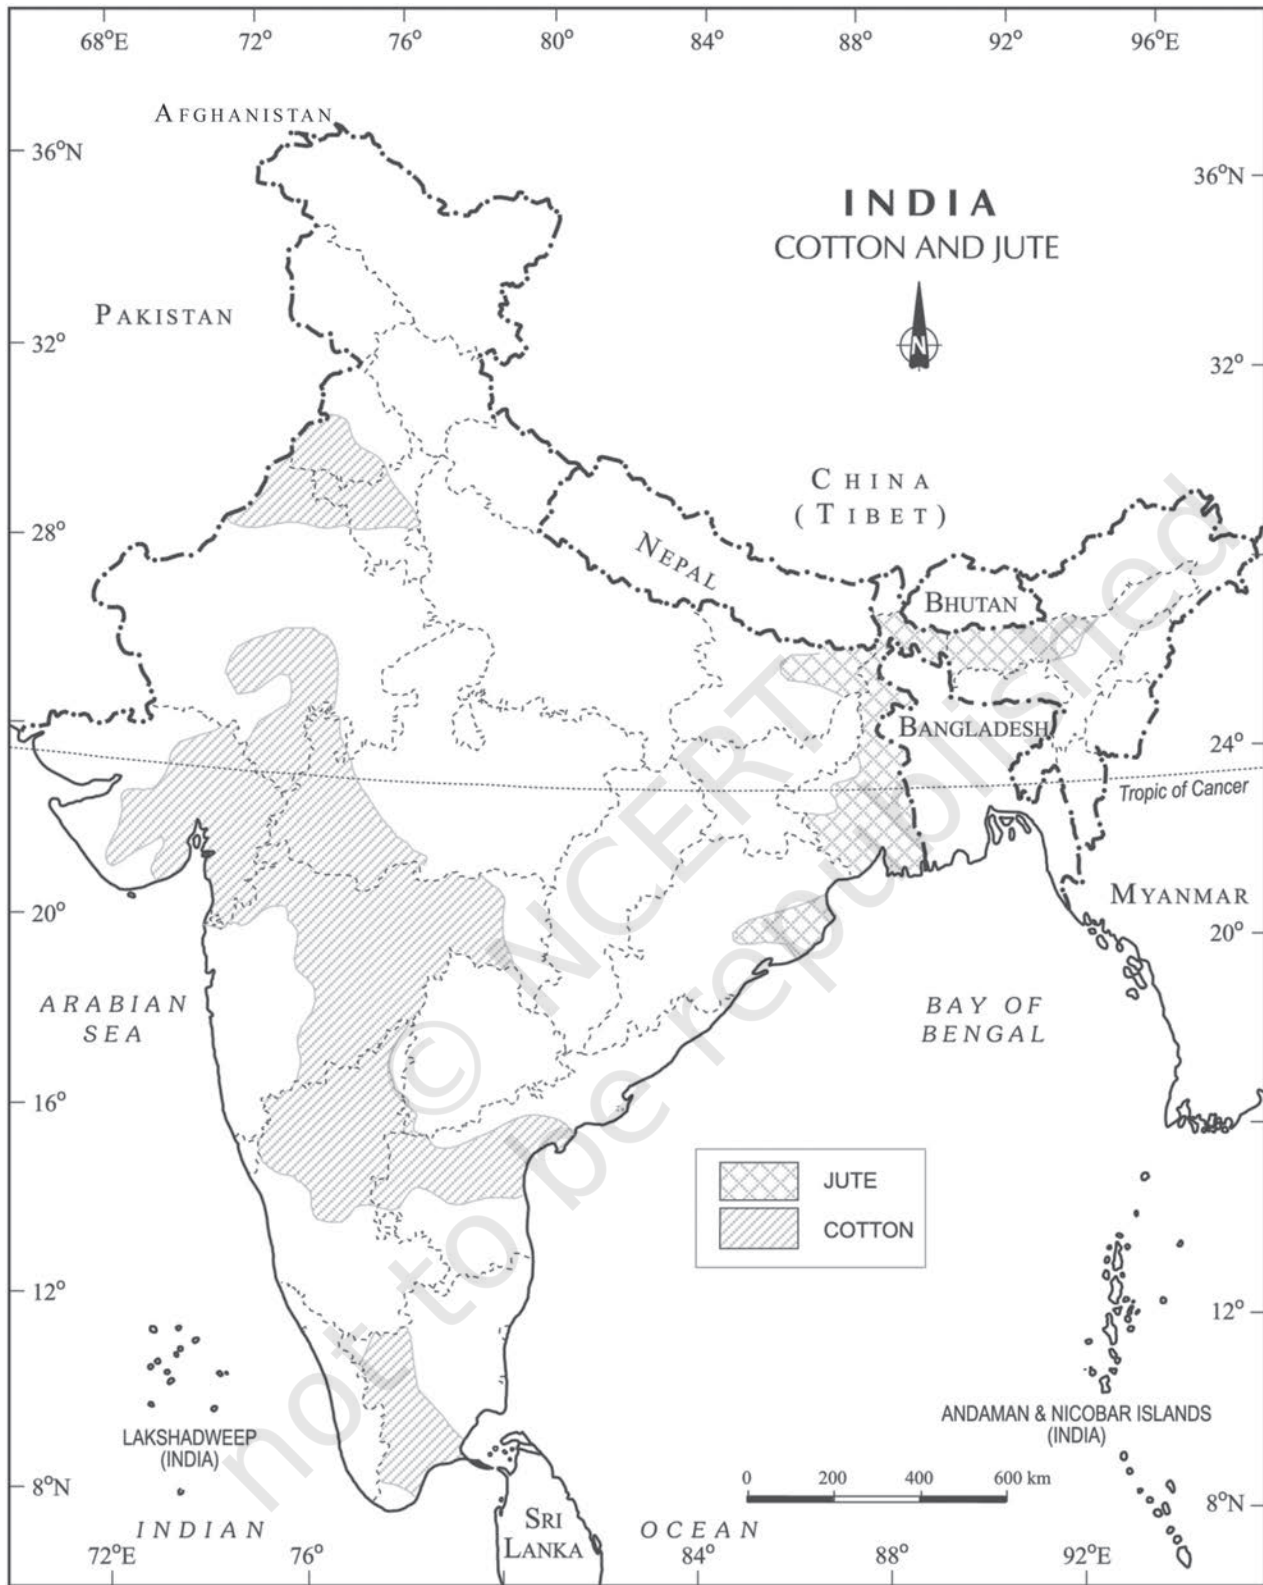 68°E 72° 76° 80° 84° 88° 92° 96°E
AFGHANISTAN
36°N
36°N
INDIA
COTTON AND JUTE
PAKISTAN
N
32°
32°
CHINA
(TIBET)
28°
NEPAL
BHUTAN
BANGLADESH
24°
Tropic of Cancer
MYANMAR
20°
20°
ARABIAN
SEA
BAY OF
BENGAL
16°
JUTE
COTTON
12°
12°
LAKSHADWEEP
(INDIA)
ANDAMAN & NICOBAR ISLANDS
(INDIA)
0 200 400 600 km
8°N
8°N
SRI
LANKA
INDIAN OCEAN
72°E 76° 84° 88° 92°E
© NCERT
not to be republished